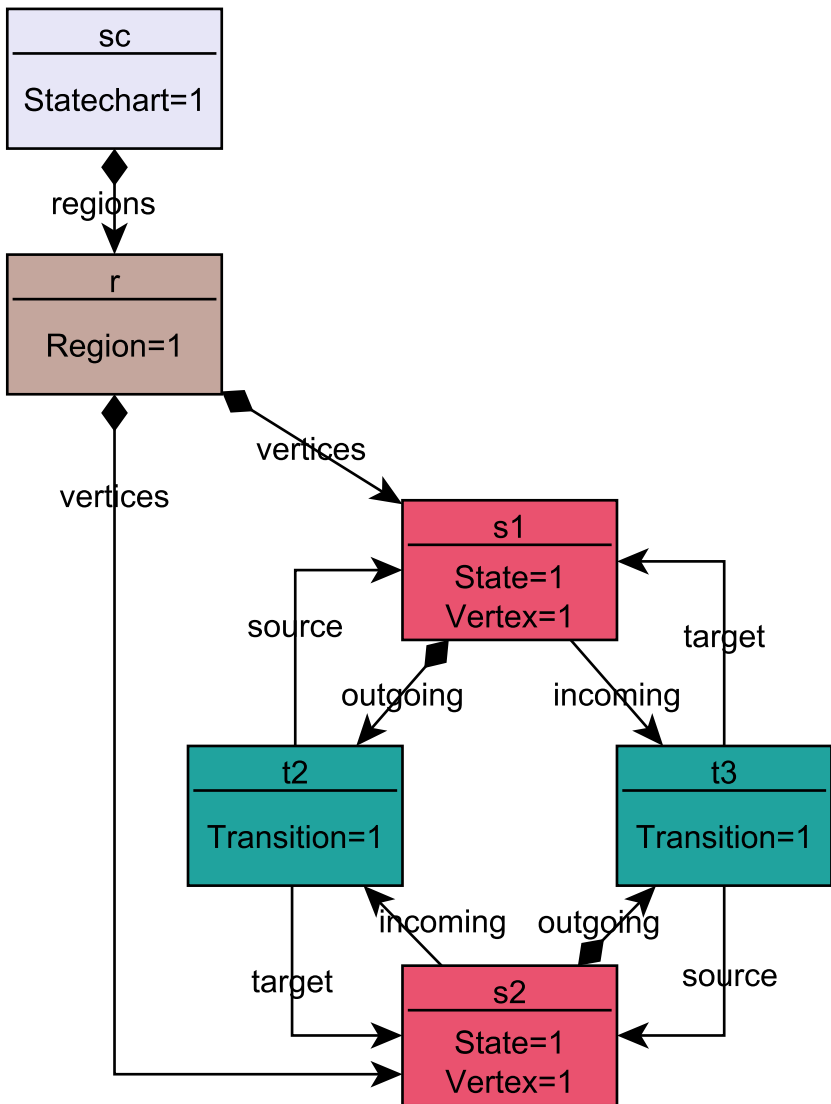 sc
Statechart=1
regions
r
Region=1
vertices
vertices
s1
State=1
Vertex=1
source
target
outgoing
incoming
t2
Transition=1
t3
Transition=1
incoming
outgoing
target
source
s2
State=1
Vertex=1